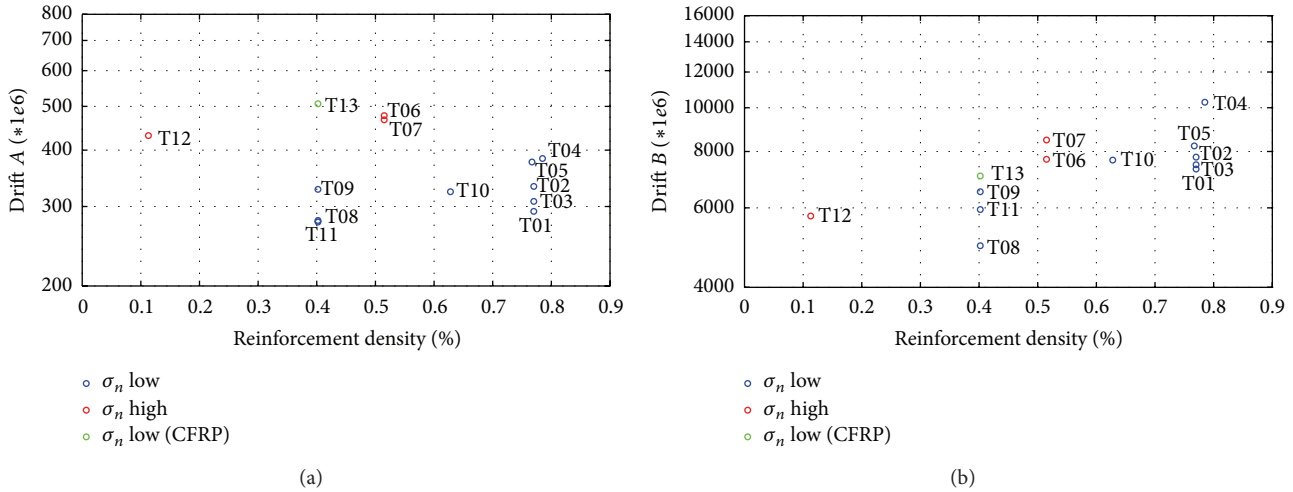 800
700
600
500
400
300
200
Drift A (∗1e6)
T13
T06
T07
T12
T04
T05
T09
T10
T02
T03
T08
T11
T01
0 0.1 0.2 0.3 0.4 0.5 0.6 0.7 0.8 0.9
Reinforcement density (%)
σn low
σn high
σn low (CFRP)
(a)
16000
14000
12000
10000
8000
6000
4000
Drift B (∗1e6)
T04
T07
T05
T06
T10
T02
T13
T03
T01
T09
T11
T12
T08
0 0.1 0.2 0.3 0.4 0.5 0.6 0.7 0.8 0.9
Reinforcement density (%)
σn low
σn high
σn low (CFRP)
(b)